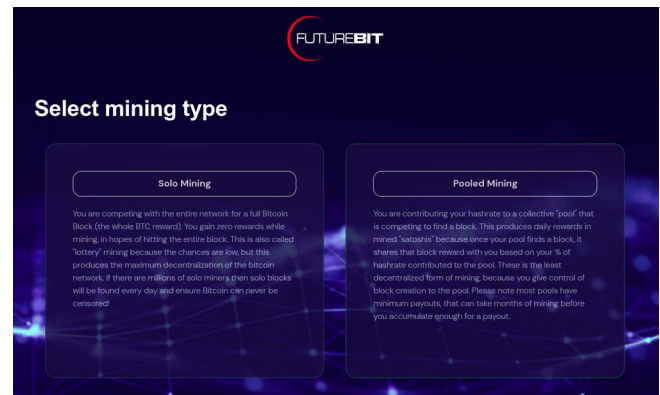 FUTUREBIT
Select mining type
Solo Mining
You are competing with the entire network for a full Bitcoin
Block (the whole BTC reward). You gain zero rewards while
mining, in hopes of hitting the entire block. This is also called
"lottery" mining because the chances are low, but this
produces the maximum decentralization of the bitcoin
network. If there are millions of solo miners then solo blocks
will be found every day and ensure Bitcoin can never be
censored!
Pooled Mining
You are contributing your hashrate to a collective "pool" that
is competing to find a block. This produces daily rewards in
mined "satoshis" because once your pool finds a block, it
shares that block reward with you based on your % of
hashrate contributed to the pool. These is the least
decentralized form of mining, because you give control of
block creation to the pool. Please note most pools have
minimum payouts, that can take months of mining before
you accumulate enough for a payout.